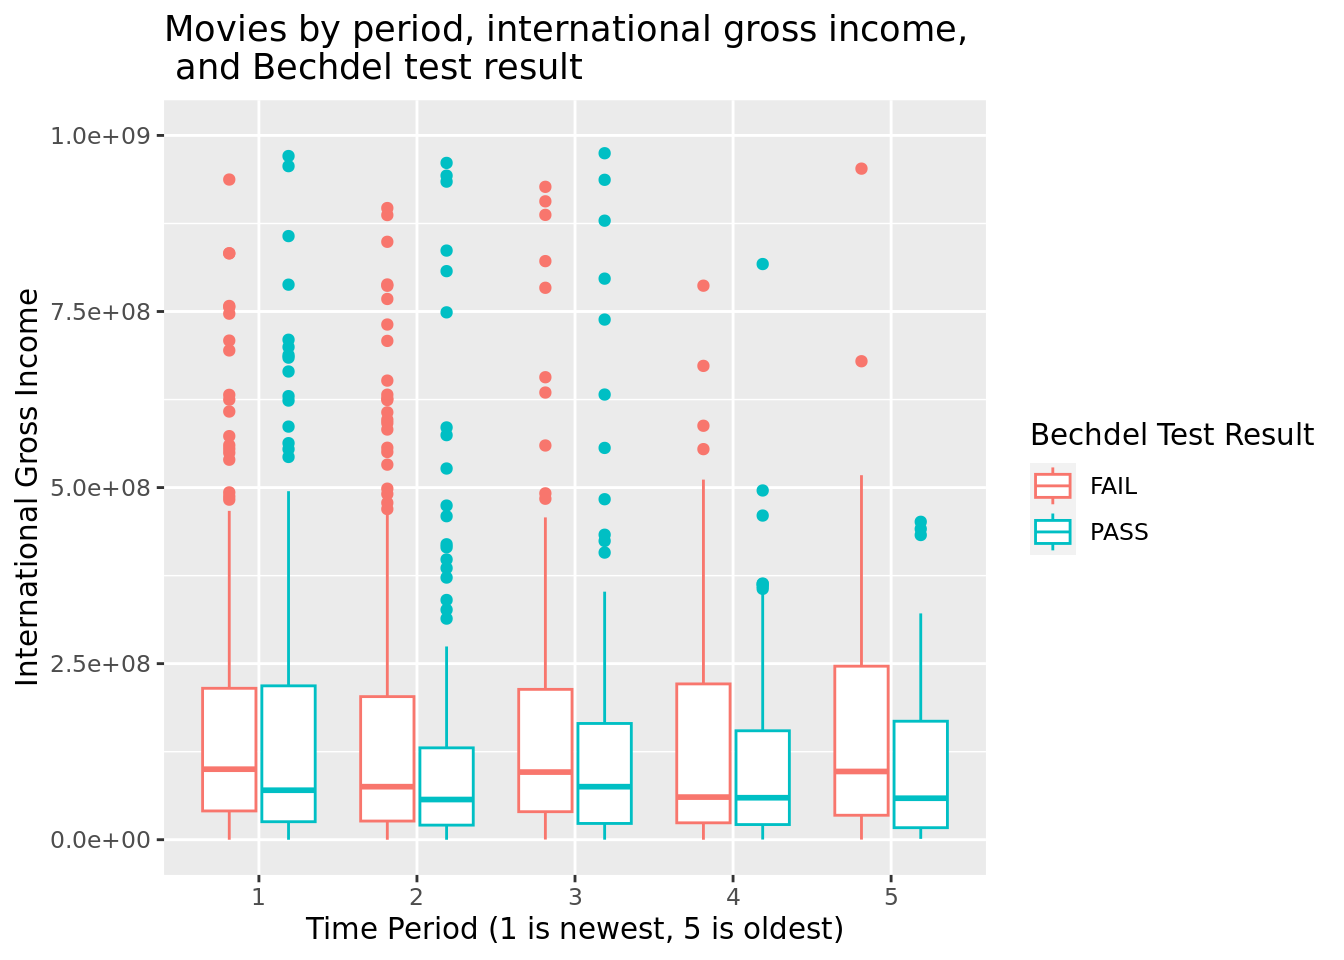 Movies by period, international gross income,
and Bechdel test result
International Gross Income
1.0e+09
7.5e+08
5.0e+08
2.5e+08
0.0e+00
1 2 3 4 5
Time Period (1 is newest, 5 is oldest)
Bechdel Test Result
FAIL
PASS